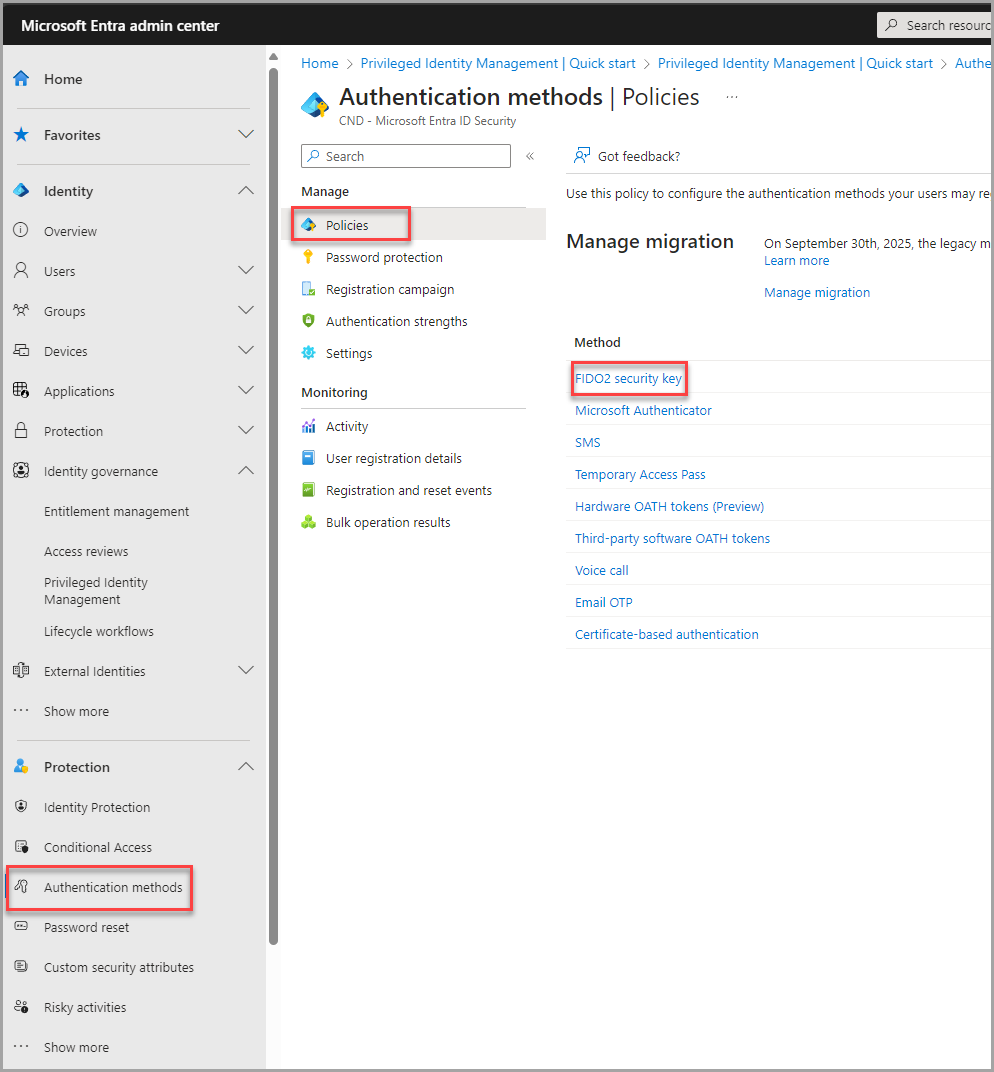 Microsoft Entra admin center
Search resourc
Home
Favorites
Identity
Overview
Users
Groups
Devices
Applications
Protection
Identity governance
Entitlement management
Access reviews
Privileged Identity
Management
Lifecycle workflows
External Identities
Show more
Protection
Identity Protection
Conditional Access
Authentication methods
Password reset
Custom security attributes
Risky activities
Show more
Home > Privileged Identity Management | Quick start > Privileged Identity Management | Quick start > Authe
Authentication methods | Policies ...
CND - Microsoft Entra ID Security
Search
Manage
Policies
Password protection
Registration campaign
Authentication strengths
Settings
Monitoring
Activity
User registration details
Registration and reset events
Bulk operation results
Got feedback?
Use this policy to configure the authentication methods your users may re
Manage migration
On September 30th, 2025, the legacy m
Learn more
Manage migration
Method
FIDO2 security key
Microsoft Authenticator
SMS
Temporary Access Pass
Hardware OATH tokens (Preview)
Third-party software OATH tokens
Voice call
Email OTP
Certificate-based authentication